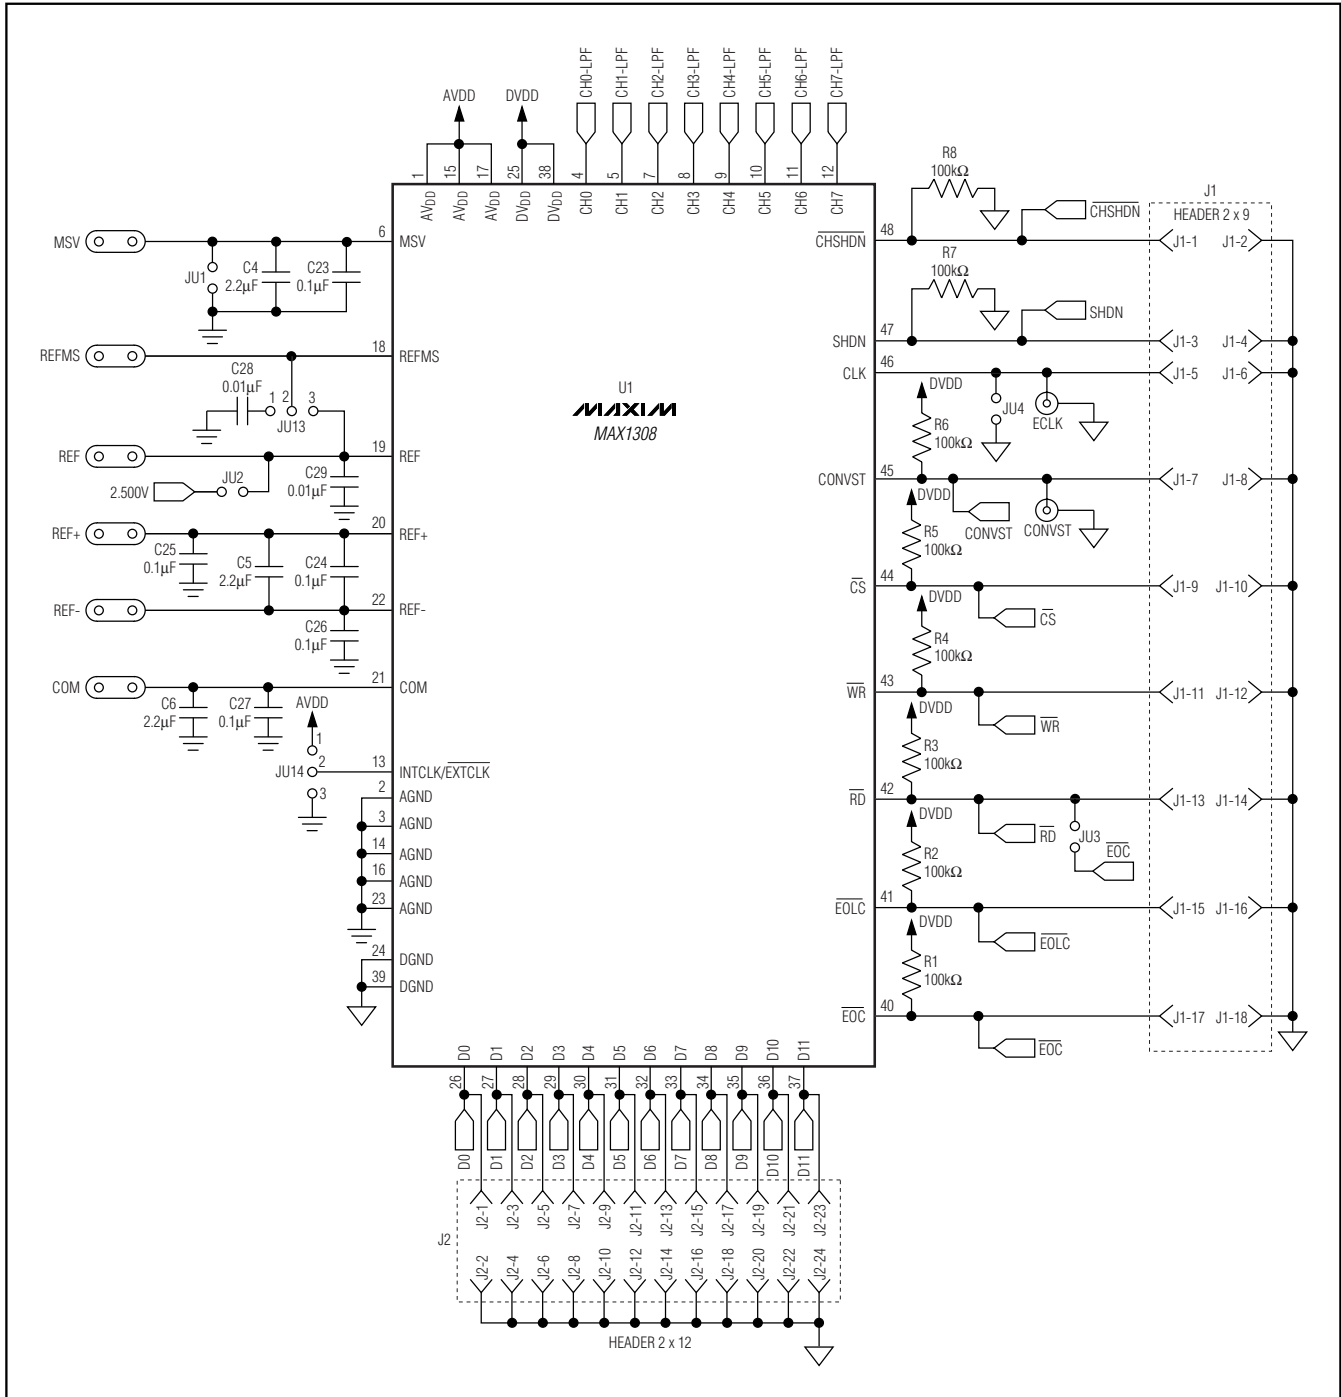 CH0-LPF
CH1-LPF
CH2-LPF
CH3-LPF
CH4-LPF
CH5-LPF
CH6-LPF
CH7-LPF
AVDD
DVDD
1
15
17
25
38
4
5
7
8
9
10
11
12
AVDD
AVDD
AVDD
DVDD
DVDD
CH0
CH1
CH2
CH3
CH4
CH5
CH6
CH7
MSV
6
MSV
JU1
C4
2.2µF
C23
0.1µF
REFMS
18
REFMS
C28
0.01µF
1
2
3
JU13
REF
19
REF
2.500V
JU2
C29
0.01µF
REF+
20
REF+
C25
0.1µF
C5
2.2µF
C24
0.1µF
REF-
22
REF-
C26
0.1µF
COM
21
COM
C6
2.2µF
C27
0.1µF
AVDD
1
JU14
2
3
13
INTCLK/EXTCLK
2
AGND
3
AGND
14
AGND
16
AGND
23
AGND
24
DGND
39
DGND
U1
MAXIM
MAX1308
R8
100kΩ
CHSHDN
48
CHSHDN
R7
100kΩ
SHDN
47
SHDN
CLK
46
DVDD
R6
100kΩ
JU4
ECLK
CONVST
45
DVDD
CONVST
CONVST
R5
100kΩ
CS
44
DVDD
CS
R4
100kΩ
WR
43
DVDD
WR
R3
100kΩ
RD
42
DVDD
RD
JU3
EOC
R2
100kΩ
EOLC
41
DVDD
EOLC
R1
100kΩ
EOC
40
EOC
J1
HEADER 2 x 9
J1-1 J1-2
J1-3 J1-4
J1-5 J1-6
J1-7 J1-8
J1-9 J1-10
J1-11 J1-12
J1-13 J1-14
J1-15 J1-16
J1-17 J1-18
D0
D1
D2
D3
D4
D5
D6
D7
D8
D9
D10
D11
26
27
28
29
30
31
32
33
34
35
36
37
D0
D1
D2
D3
D4
D5
D6
D7
D8
D9
D10
D11
J2
J2-1
J2-3
J2-5
J2-7
J2-9
J2-11
J2-13
J2-15
J2-17
J2-19
J2-21
J2-23
J2-2
J2-4
J2-6
J2-8
J2-10
J2-12
J2-14
J2-16
J2-18
J2-20
J2-22
J2-24
HEADER 2 x 12